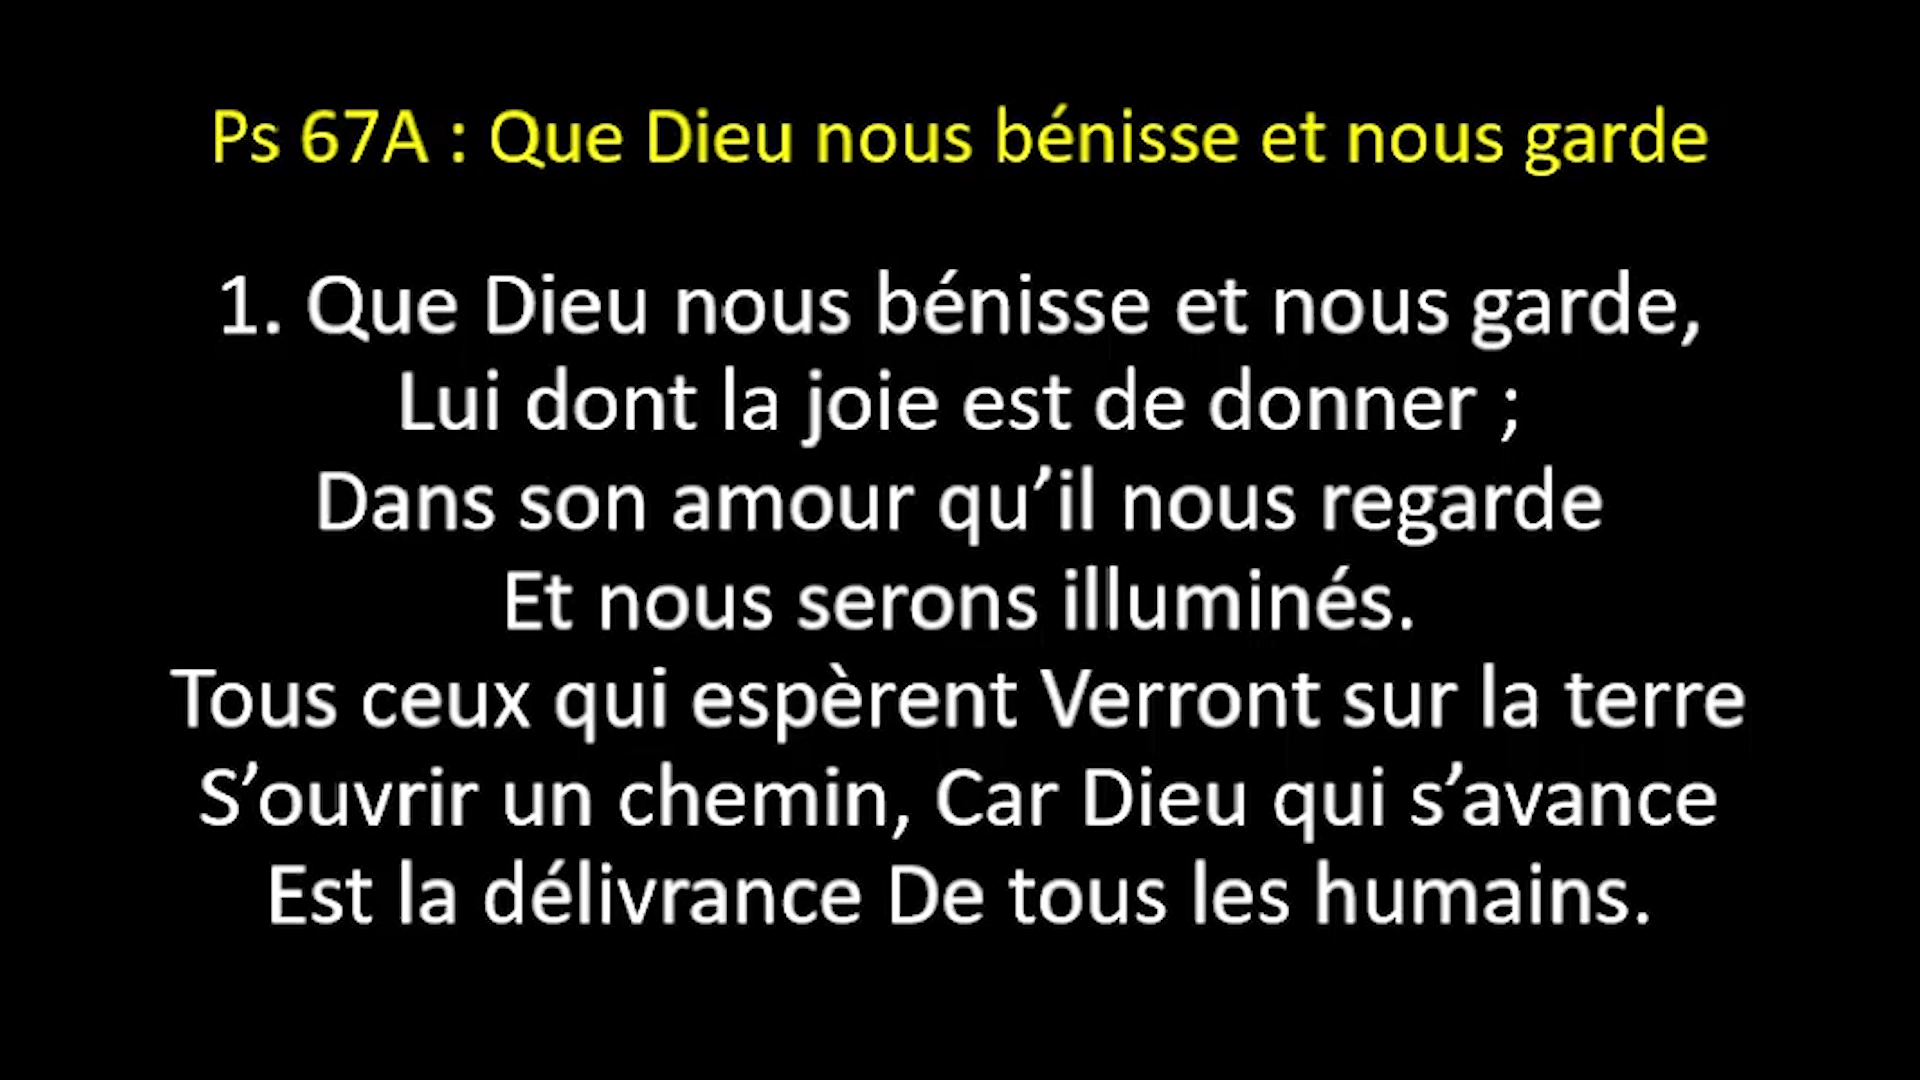 Ps 67A : Que Dieu nous bénisse et nous garde
1. Que Dieu nous bénisse et nous garde,
Lui dont la joie est de donner ;
Dans son amour qu’il nous regarde
Et nous serons illuminés.
Tous ceux qui espèrent Verront sur la terre
S’ouvrir un chemin, Car Dieu qui s’avance
Est la délivrance De tous les humains.